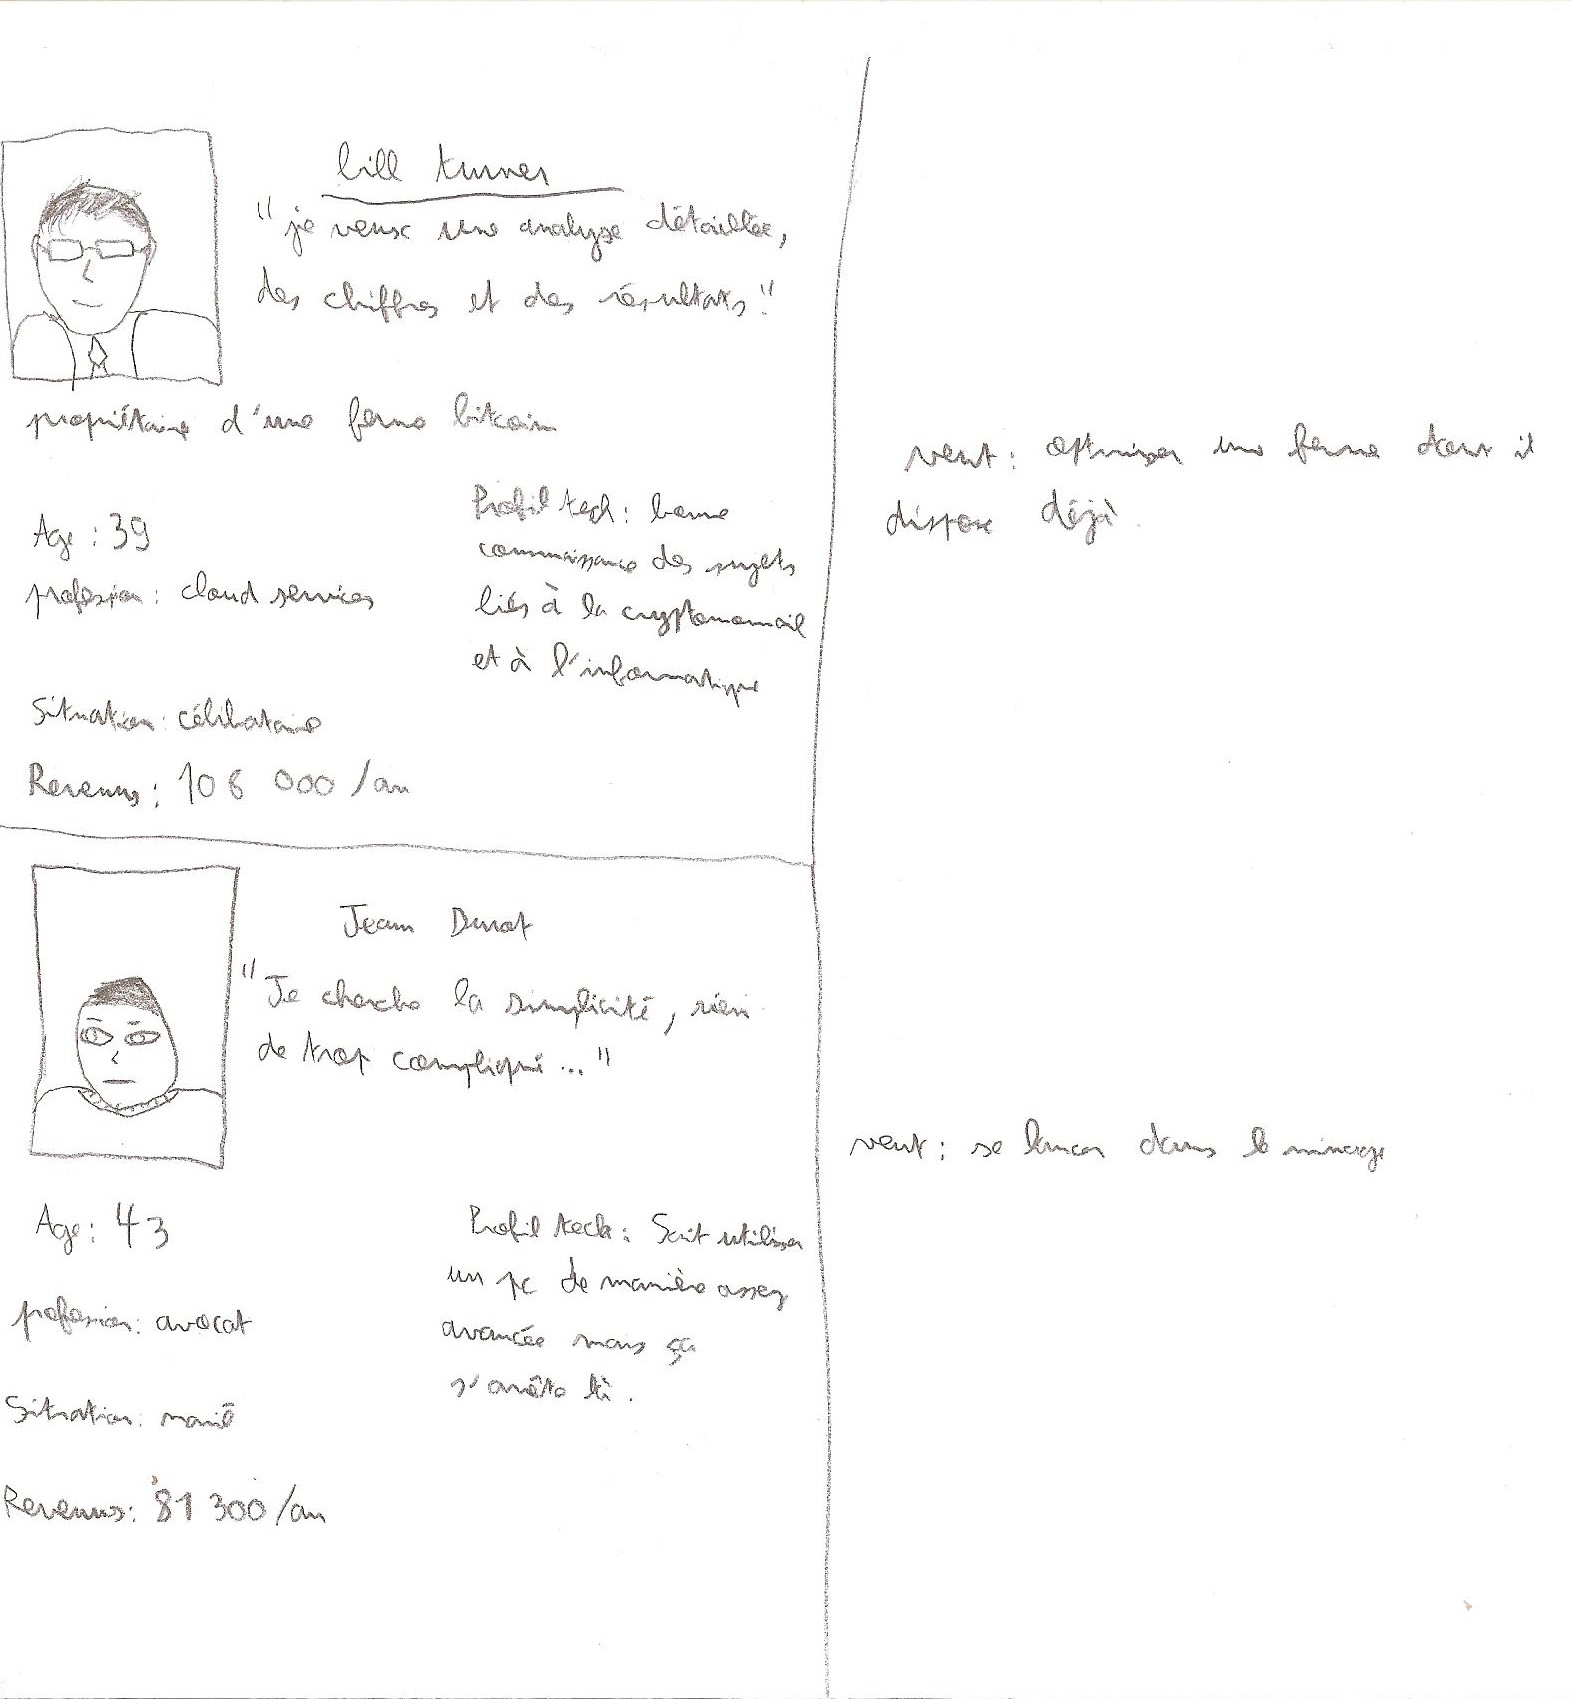 bill turner
"je veux une analyse détaillée,
des chiffres et des résultats"
propriétaire d'une ferme bitcoin
Age : 39
profession : cloud services
Situation : célibataire
Revenus : 108 000 /an
Profil tech : bonne
connaissance des sujets
liés à la cryptomonnaie
et à l'informatique
veut : optimiser une ferme dont il
dispose déjà.
Jean Durat
"Je cherche la simplicité, rien
de trop compliqué ..."
Age : 43
profession : avocat
Situation : marié
Revenus : 81 300 /an
Profil tech : Sait utiliser
un pc de manière assez
avancée mais ça
s'arrête là .
veut : se lancer dans le minage